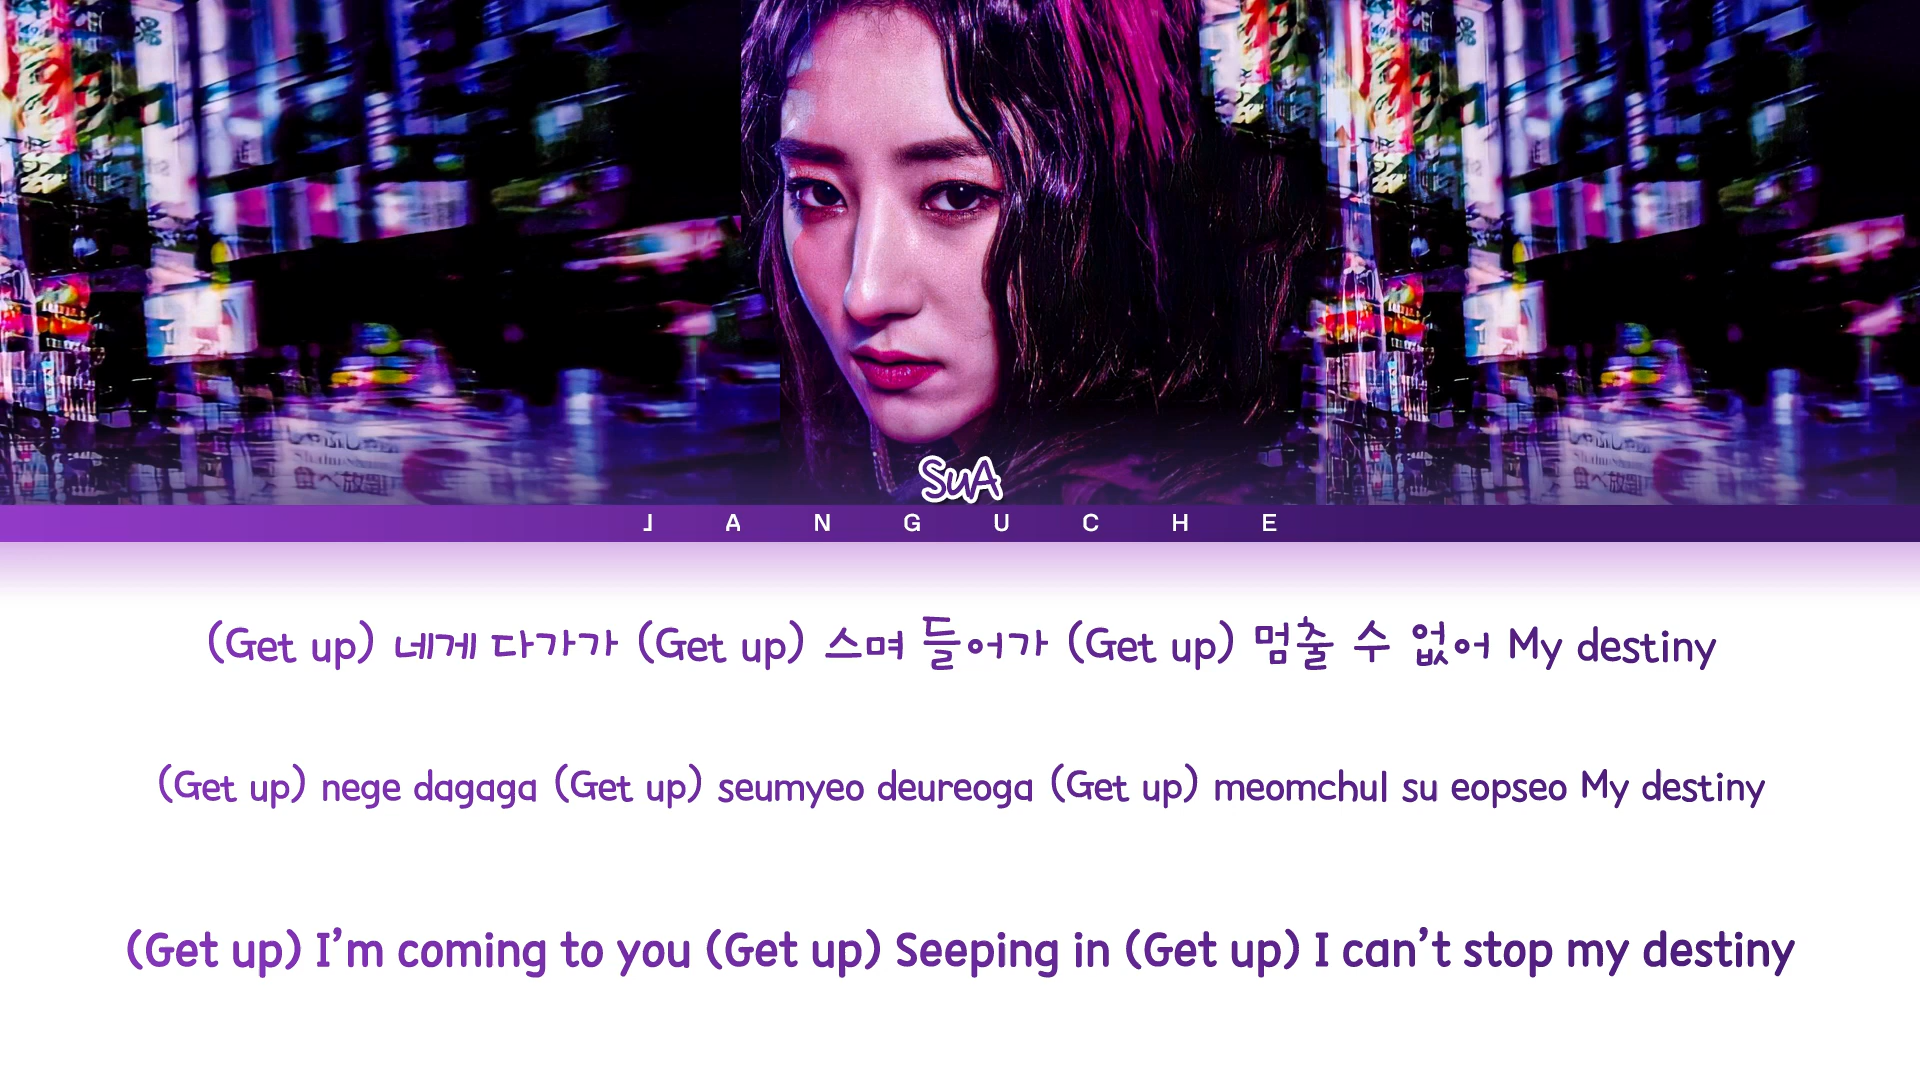 SuA
JANGUCHE
(Get up) 네게 다가가 (Get up) 스며 들어가 (Get up) 멈출 수 없어 My destiny
(Get up) nege dagaga (Get up) seumyeo deureoga (Get up) meomchul su eopseo My destiny
(Get up) I’m coming to you (Get up) Seeping in (Get up) I can’t stop my destiny